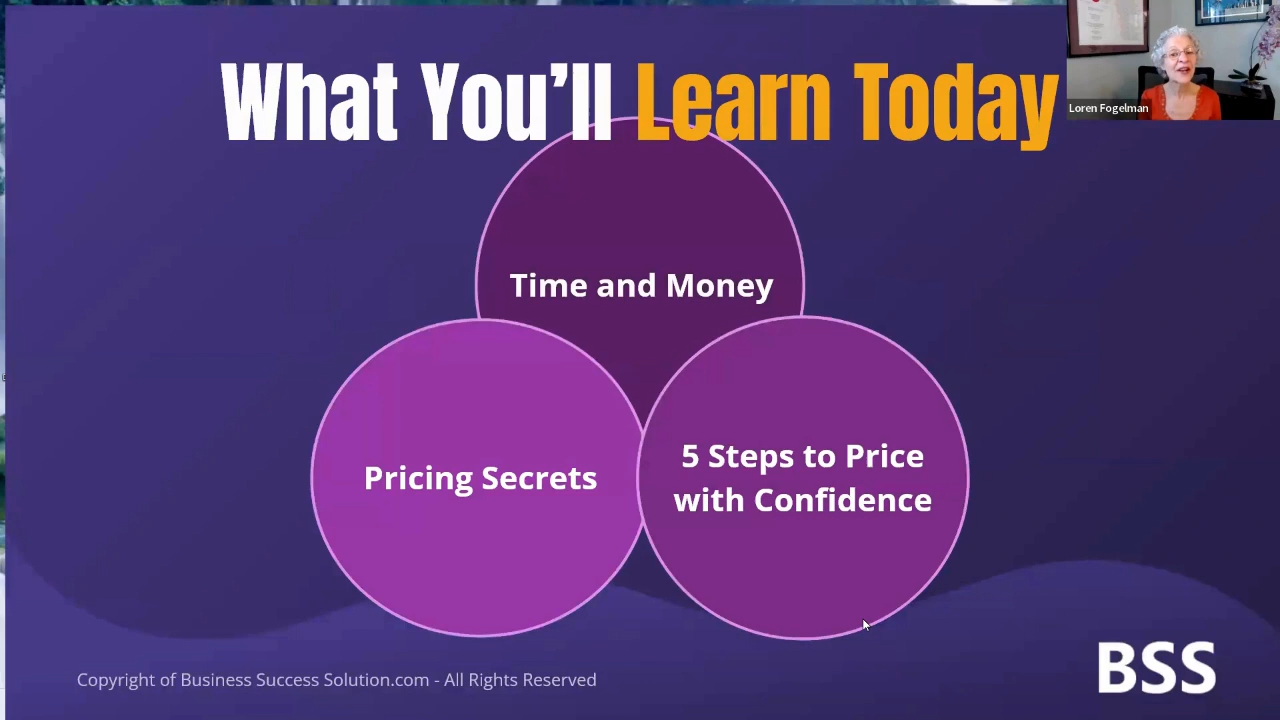 What You'll Learn Today
Loren Fogelman
Time and Money
Pricing Secrets
5 Steps to Price
with Confidence
Copyright of Business Success Solution.com - All Rights Reserved
BSS